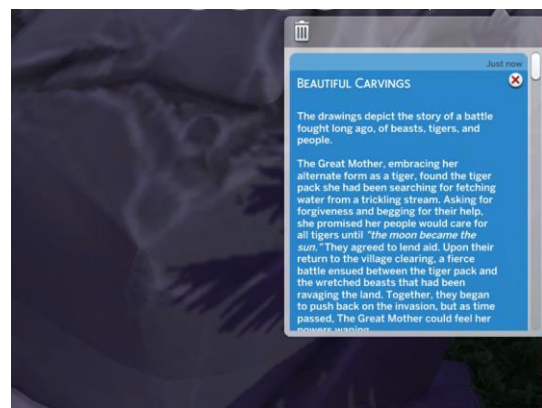 Just now
BEAUTIFUL CARVINGS
The drawings depict the story of a battle
fought long ago, of beasts, tigers, and
people.
The Great Mother, embracing her
alternate form as a tiger, found the tiger
pack she had been searching for fetching
water from a trickling stream. Asking for
forgiveness and begging for their help,
she promised her people would care for
all tigers until "the moon became the
sun." They agreed to lend aid. Upon their
return to the village clearing, a fierce
battle ensued between the tiger pack and
the wretched beasts that had been
ravaging the land. Together, they began
to push back on the invasion, but as time
passed, The Great Mother could feel her
powers waning